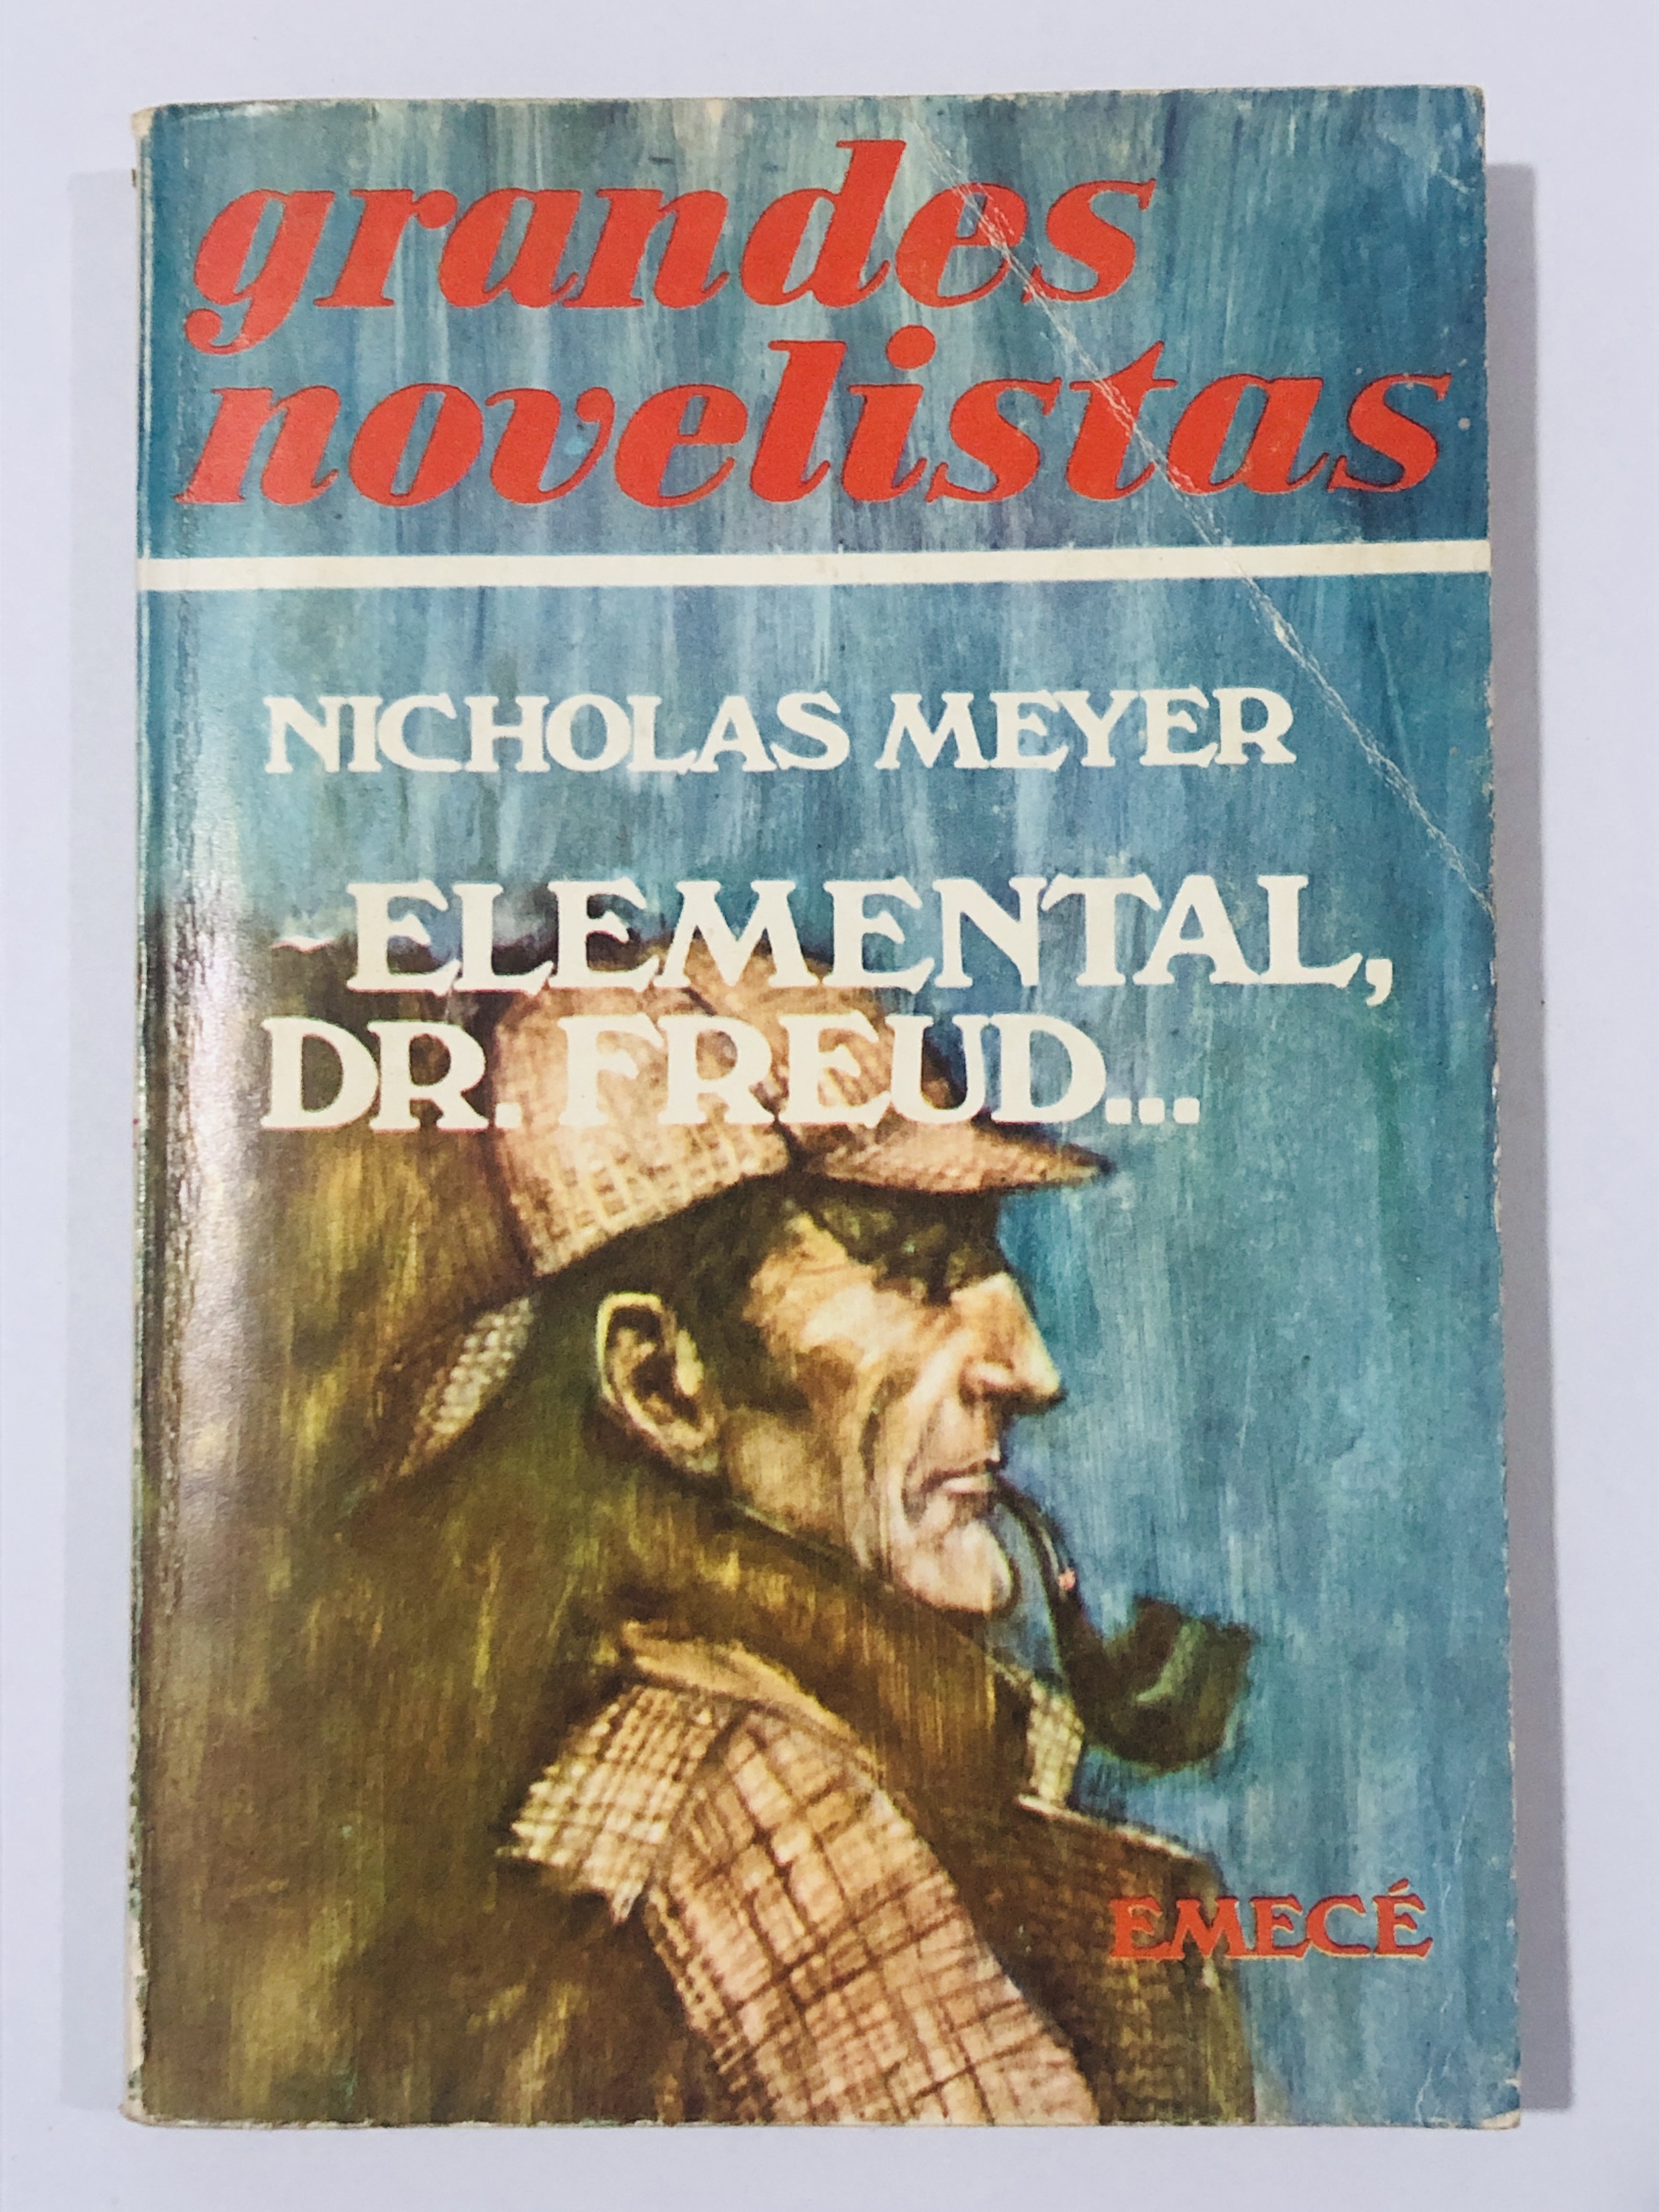 grandes
novelistas
NICHOLAS MEYER
-ELEMENTAL,
DR. FREUD...
EMECÉ